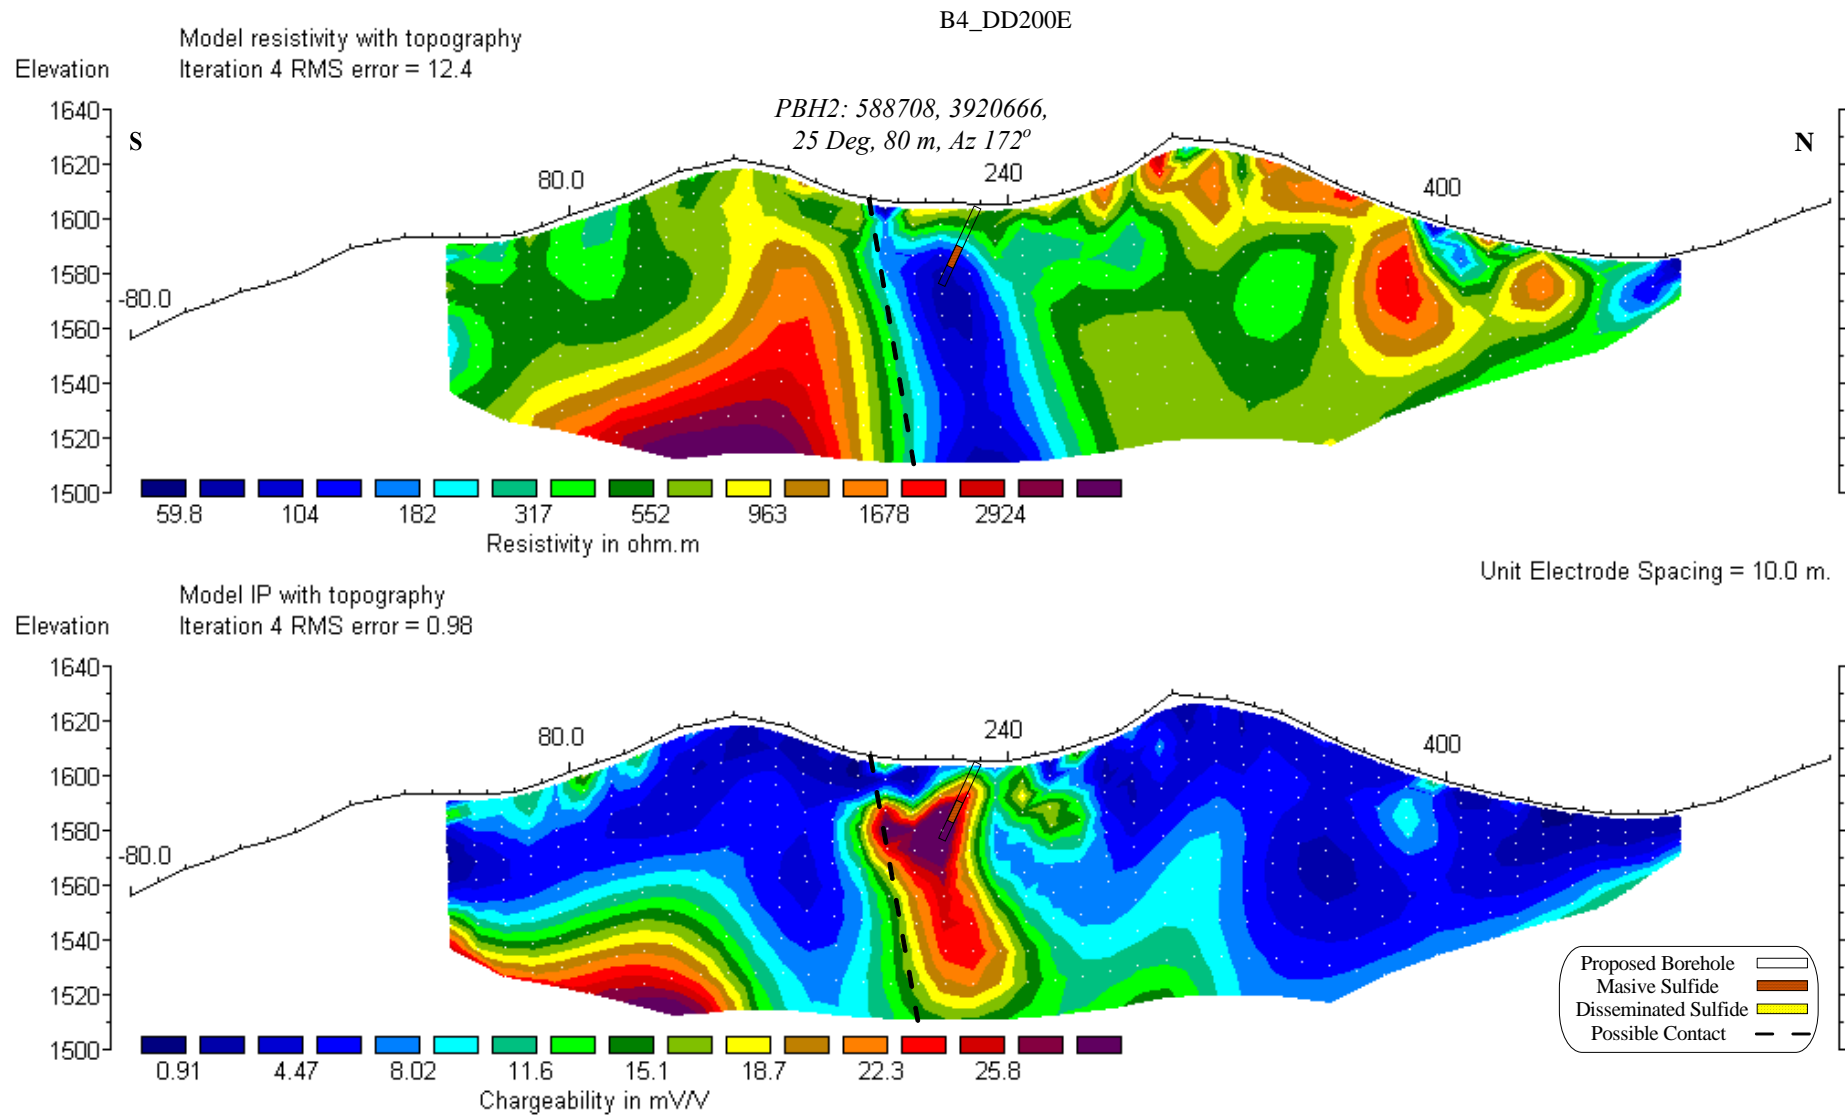 B4_DD200E
Model resistivity with topography
Elevation
Iteration 4 RMS error = 12.4
PBH2: 588708, 3920666,
25 Deg, 80 m, Az 172o
S
N
1640
1620
1600
1580
1560
1540
1520
1500
-80.0
80.0
240
400
59.8 104 182 317 552 963 1678 2924
Resistivity in ohm.m
Unit Electrode Spacing = 10.0 m.
Model IP with topography
Elevation
Iteration 4 RMS error = 0.98
1640
1620
1600
1580
1560
1540
1520
1500
-80.0
80.0
240
400
0.91 4.47 8.02 11.6 15.1 18.7 22.3 25.8
Chargeability in mV/V
Proposed Borehole
Masive Sulfide
Disseminated Sulfide
Possible Contact